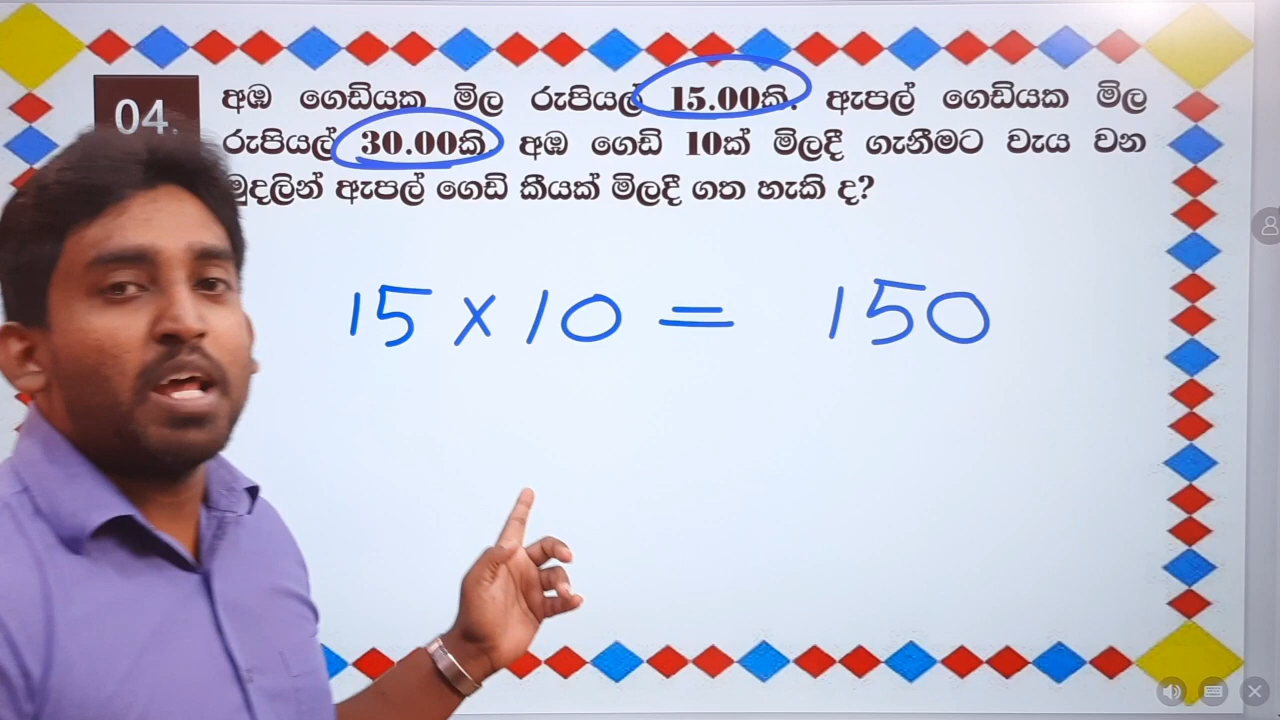 04.
අඹ ගෙඩියක මිල රුපියල් 15.00කි. ඇපල් ගෙඩියක මිල
රුපියල් 30.00කි. අඹ ගෙඩි 10ක් මිලදී ගැනීමට වැය වන
මුදලින් ඇපල් ගෙඩි කීයක් මිලදී ගත හැකි ද?
15 × 10 = 150